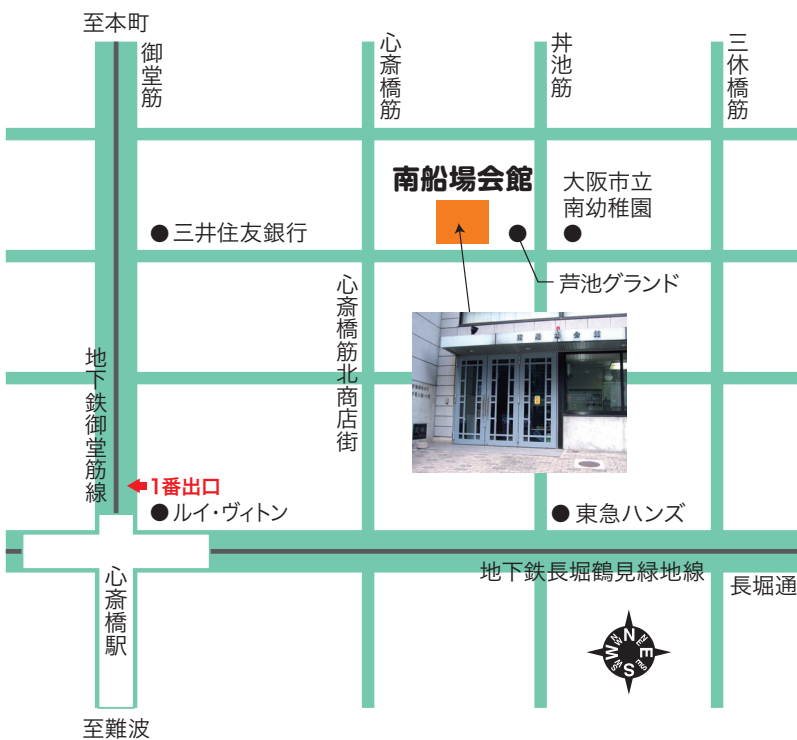 至本町
御堂筋
心斎橋筋
丼池筋
三休橋筋
南船場会館
大阪市立
南幼稚園
三井住友銀行
芦池グランド
心斎橋筋北商店街
地下鉄御堂筋線
1番出口
ルイ・ヴィトン
東急ハンズ
地下鉄長堀鶴見緑地線
長堀通
心斎橋駅
至難波
N
E
S
W